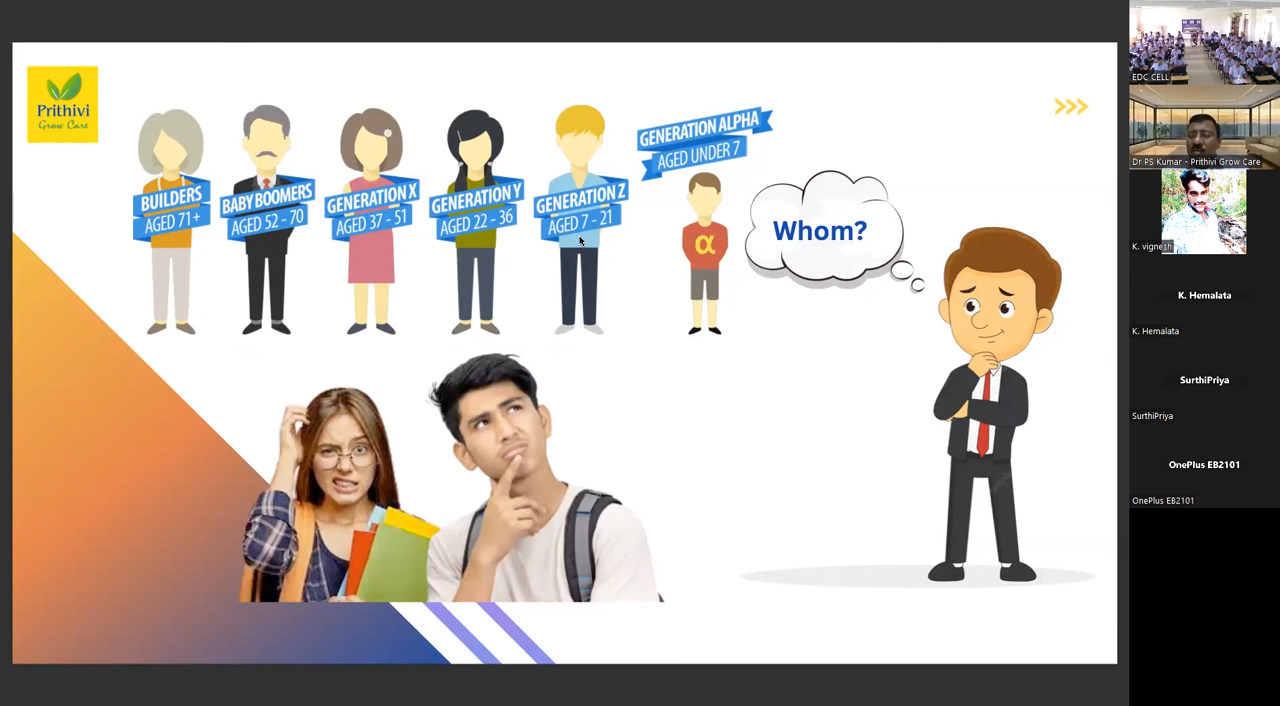 Prithivi
Grow Care
BUILDERS
AGED 71+
BABY BOOMERS
AGED 52 - 70
GENERATION X
AGED 37 - 51
GENERATION Y
AGED 22 - 36
GENERATION Z
AGED 7 - 21
GENERATION ALPHA
AGED UNDER 7
α
Whom?
EDC CELL
Dr PS Kumar - Prithivi Grow Care
K. vignesh
K. Hemalata
K. Hemalata
SurthiPriya
SurthiPriya
OnePlus EB2101
OnePlus EB2101